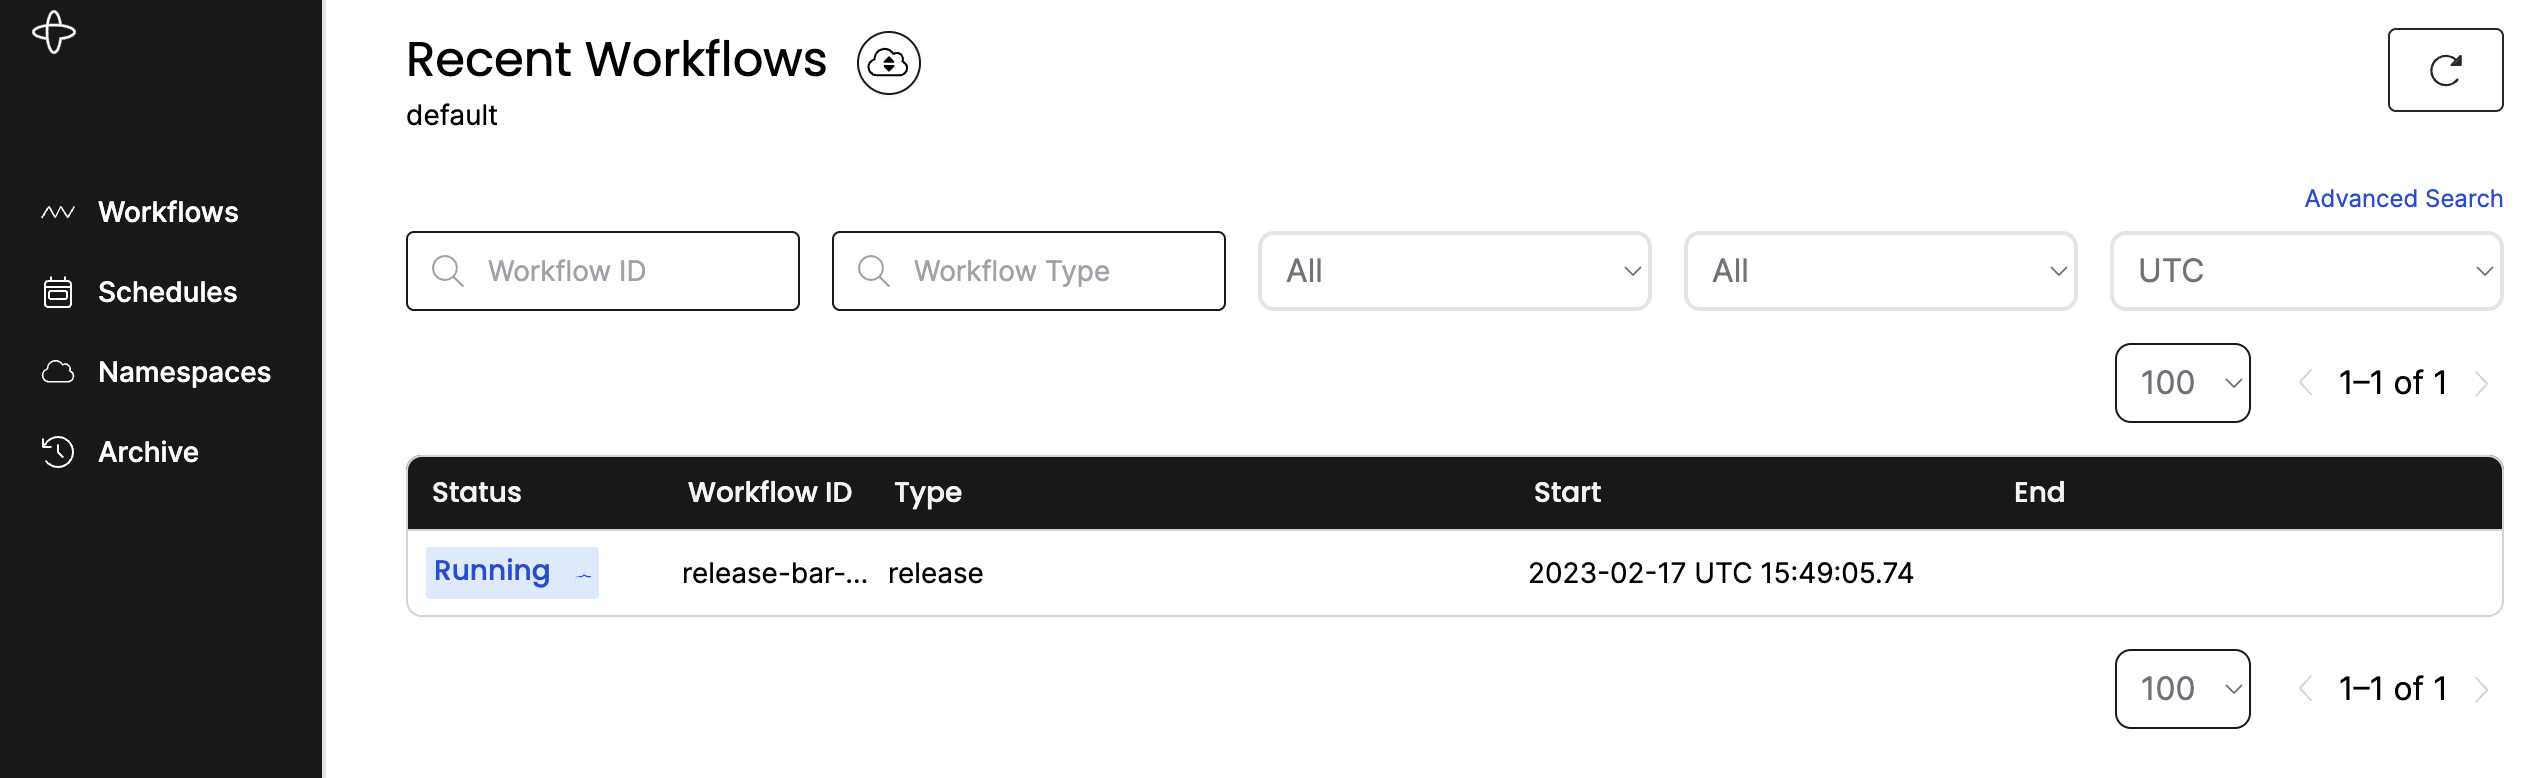 Recent Workflows
default
Workflows
Schedules
Namespaces
Archive
Advanced Search
Workflow ID
Workflow Type
All
All
UTC
100
1–1 of 1
Status Workflow ID Type Start End
Running release-bar-... release 2023-02-17 UTC 15:49:05.74
100
1–1 of 1